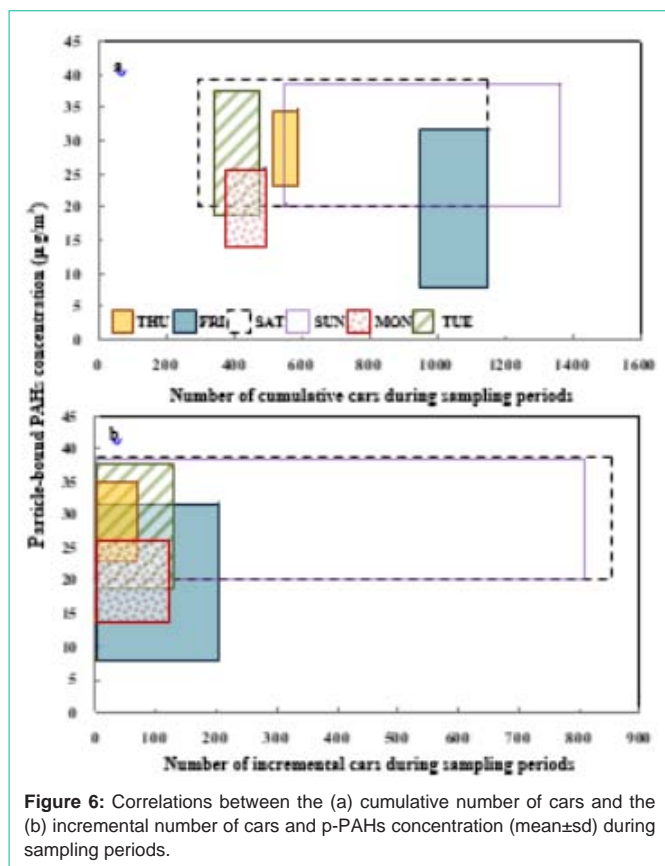 Particle-bound PAHs concentration (µg/m³)
45
40
35
30
25
20
15
10
5
0
a
THU FRI SAT SUN MON TUE
0 200 400 600 800 1000 1200 1400 1600
Number of cumulative cars during sampling periods
45
40
35
30
25
20
15
10
5
0
b
0 100 200 300 400 500 600 700 800 900
Number of incremental cars during sampling periods
Figure 6: Correlations between the (a) cumulative number of cars and the
(b) incremental number of cars and p-PAHs concentration (mean±sd) during
sampling periods.